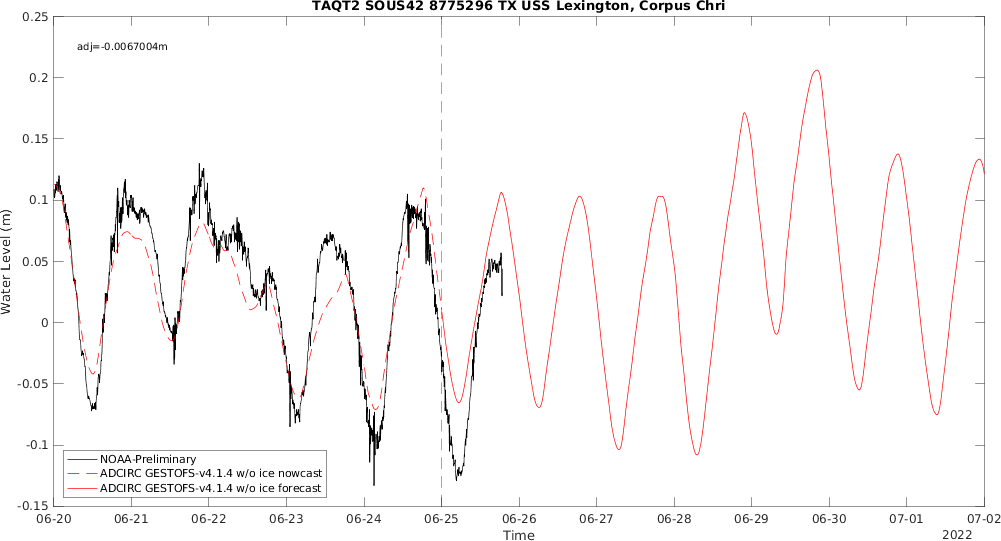 TAQT2 SOUS42 8775296 TX USS Lexington, Corpus Chri
adj=-0.0067004m
0.25
0.2
0.15
0.1
0.05
0
-0.05
-0.1
-0.15
Water Level (m)
NOAA-Preliminary
ADCIRC GESTOFS-v4.1.4 w/o ice nowcast
ADCIRC GESTOFS-v4.1.4 w/o ice forecast
06-20 06-21 06-22 06-23 06-24 06-25 06-26 06-27 06-28 06-29 06-30 07-01 07-02
Time
2022